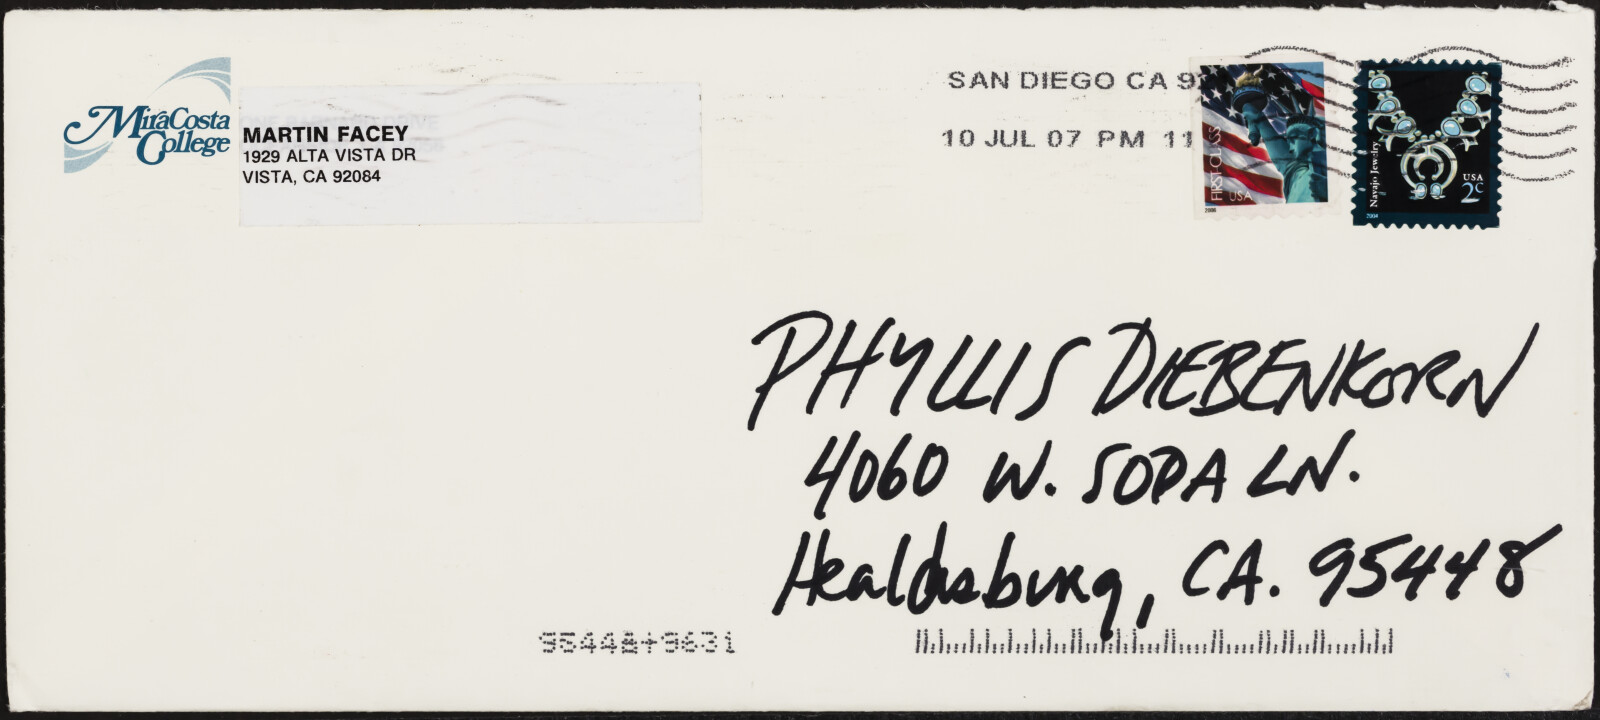 MiraCosta
College
MARTIN FACEY
1929 ALTA VISTA DR
VISTA, CA 92084
SAN DIEGO CA
10 JUL 07 PM 11
FIRST-CLASS
USA
2006
Navajo Jewelry
USA
2c
2004
PHYLLIS DIEBENKORN
4060 W. SODA LN.
Healdsburg, CA. 95448
95448+9631